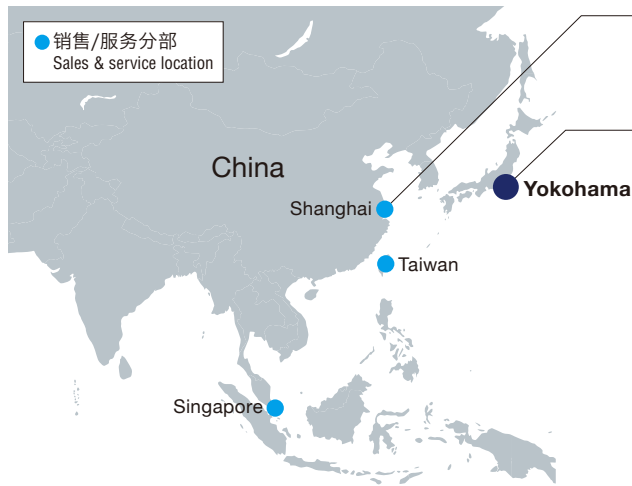 销售/服务分部
Sales & service location
China
Yokohama
Shanghai
Taiwan
Singapore